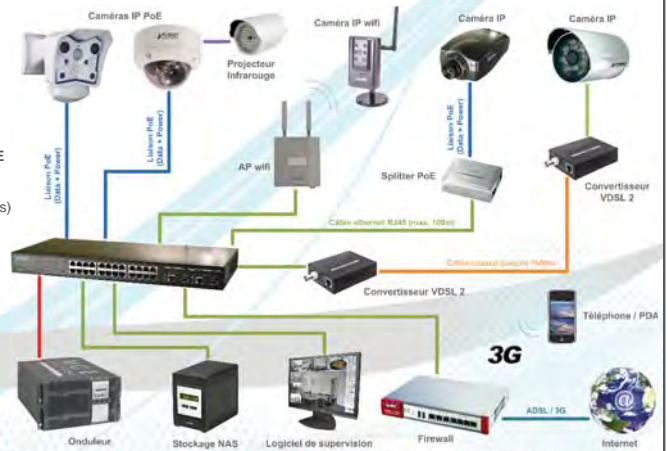 Caméras IP PoE
Projecteur
Infrarouge
Caméra IP wifi
Caméra IP
Caméra IP
Liaison PoE
(Data + Power)
Liaison PoE
(Data + Power)
Liaison PoE
(Data + Power)
E
s)
AP wifi
Splitter PoE
Convertisseur
VDSL 2
Câble ethernet RJ45 (max. 100m)
Convertisseur VDSL 2
Téléphone / PDA
3G
ADSL / 3G
Onduleur
Stockage NAS
Logiciel de supervision
Firewall
Internet